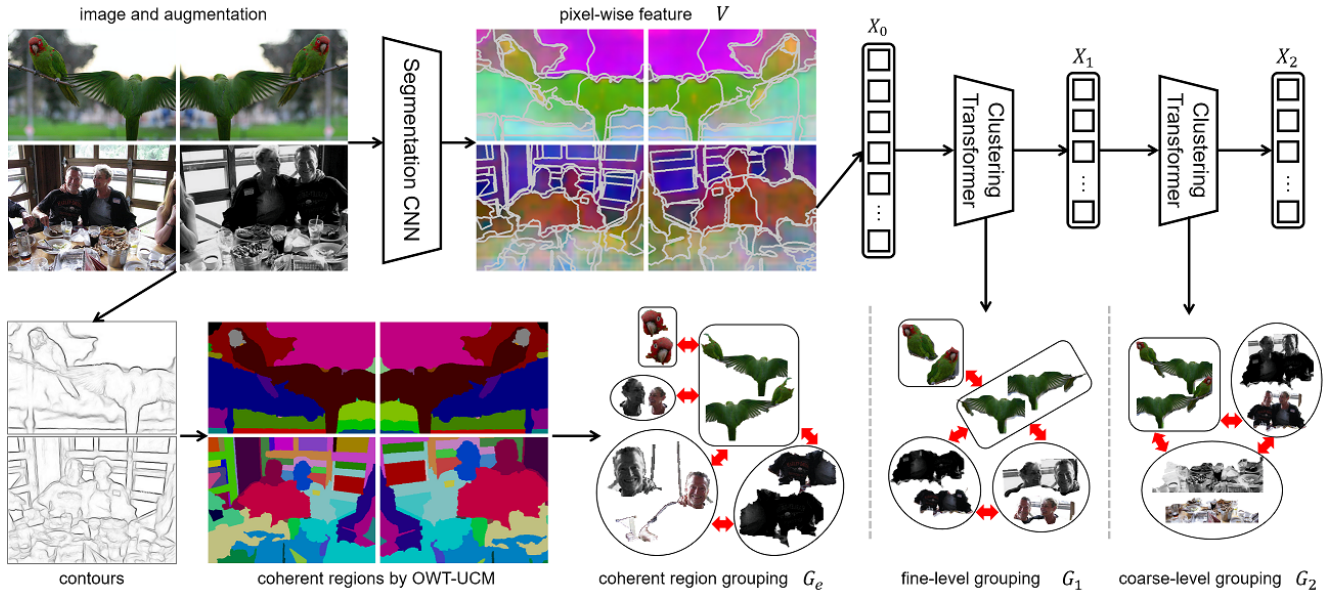 image and augmentation
pixel-wise feature V
X₀
X₁
X₂
Segmentation CNN
Clustering
Transformer
Clustering
Transformer
...
...
...
contours
coherent regions by OWT-UCM
coherent region grouping Gₑ
fine-level grouping G₁
coarse-level grouping G₂